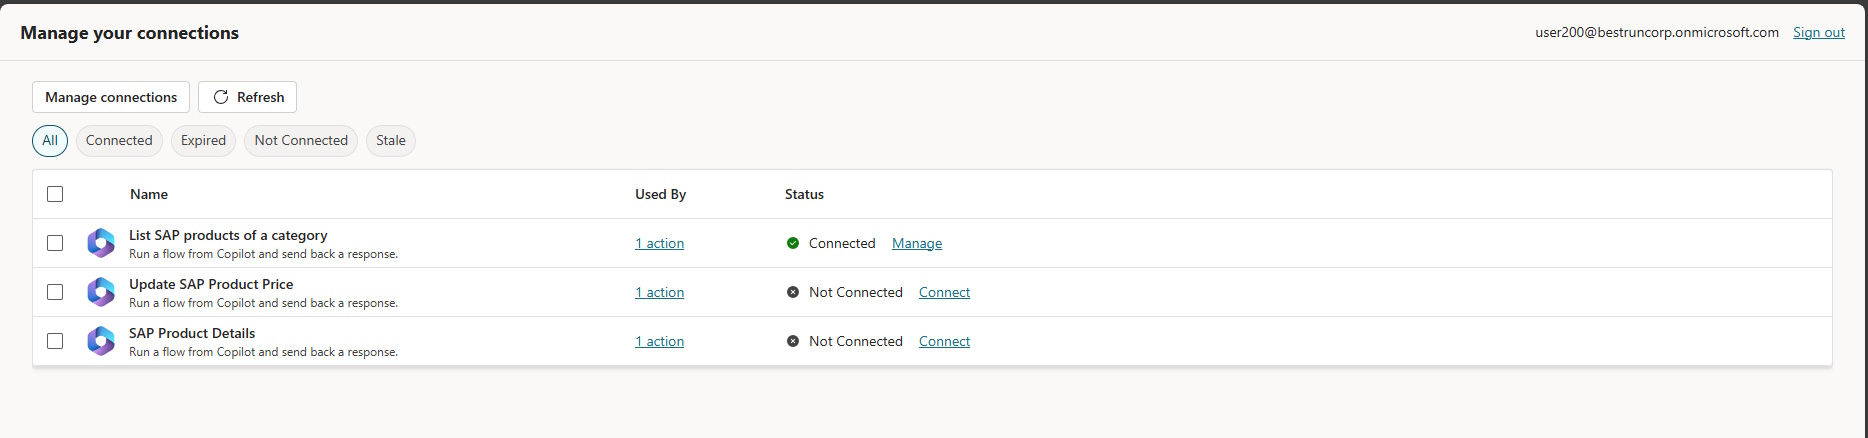 Manage your connections
user200@bestruncorp.onmicrosoft.com Sign out
Manage connections Refresh
All Connected Expired Not Connected Stale
Name Used By Status
List SAP products of a category
Run a flow from Copilot and send back a response.
1 action Connected Manage
Update SAP Product Price
Run a flow from Copilot and send back a response.
1 action Not Connected Connect
SAP Product Details
Run a flow from Copilot and send back a response.
1 action Not Connected Connect